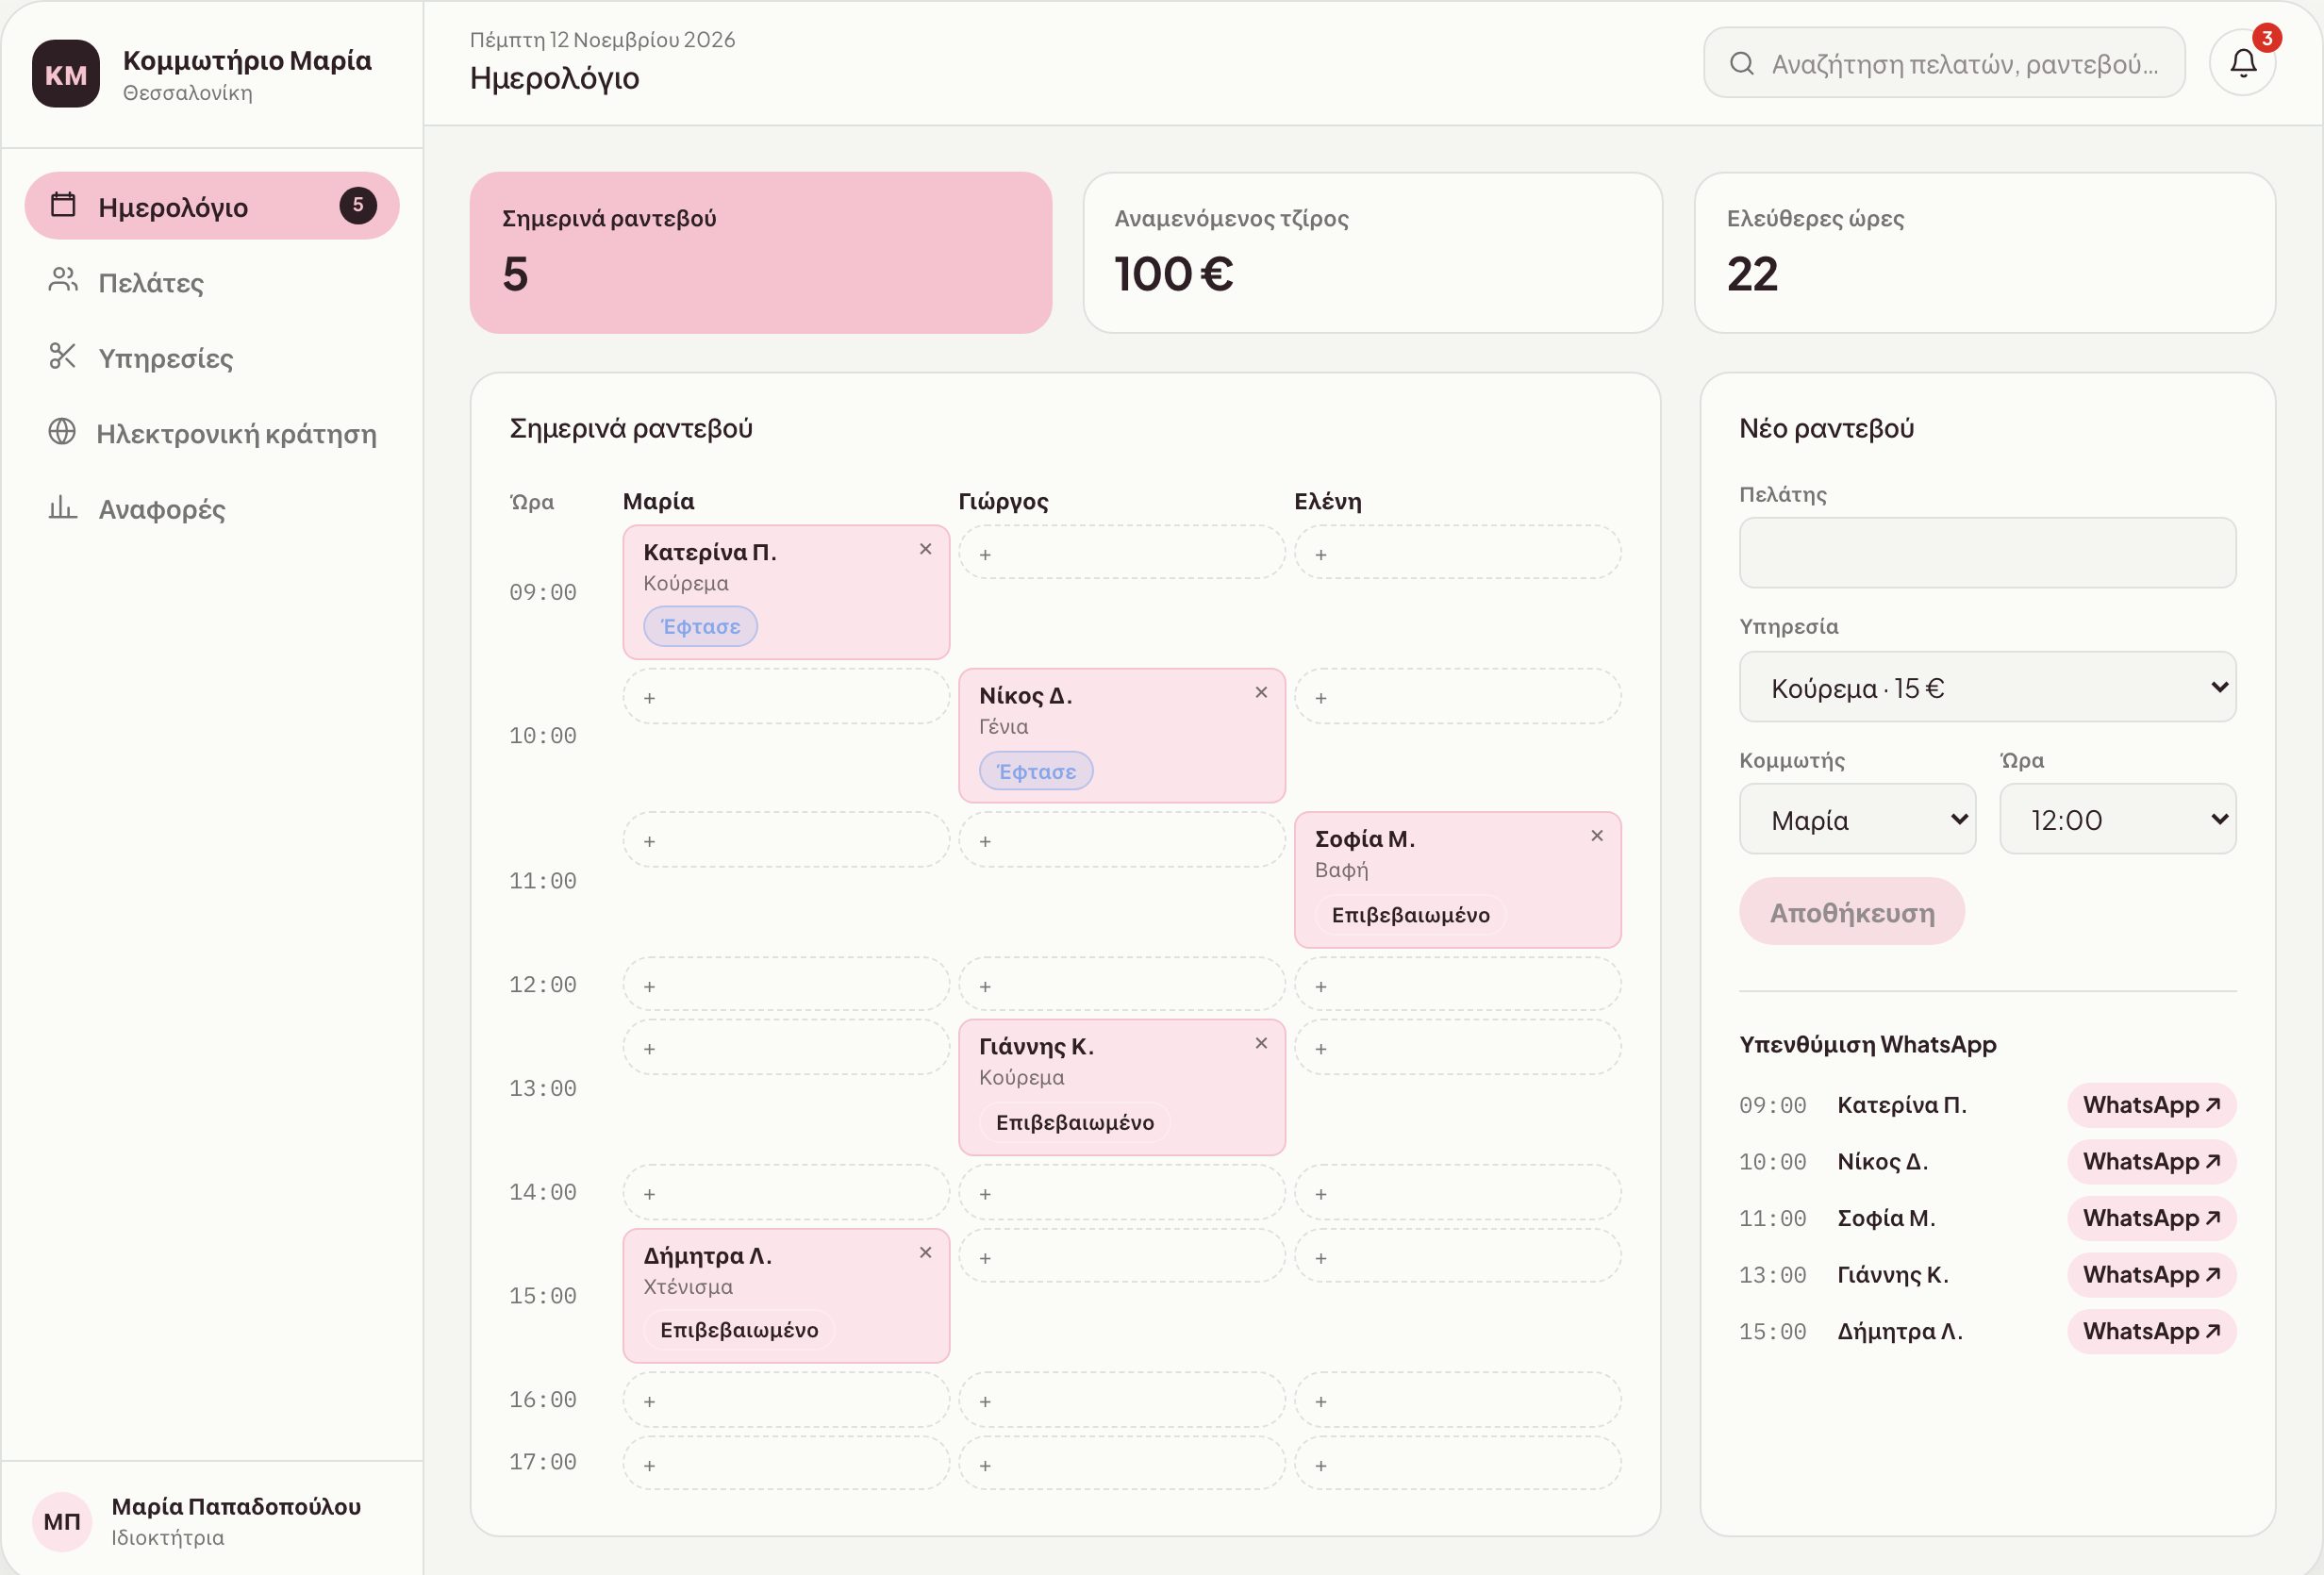 ΚΜ
Κομμωτήριο Μαρία
Θεσσαλονίκη
Ημερολόγιο
5
Πελάτες
Υπηρεσίες
Ηλεκτρονική κράτηση
Αναφορές
ΜΠ
Μαρία Παπαδοπούλου
Ιδιοκτήτρια
Πέμπτη 12 Νοεμβρίου 2026
Ημερολόγιο
Αναζήτηση πελατών, ραντεβού...
3
Σημερινά ραντεβού
5
Αναμενόμενος τζίρος
100 €
Ελεύθερες ώρες
22
Σημερινά ραντεβού
Ώρα Μαρία Γιώργος Ελένη
09:00
Κατερίνα Π. ×
Κούρεμα
Έφτασε
+ +
10:00
+
Νίκος Δ. ×
Γένια
Έφτασε
+
11:00
+ +
Σοφία Μ. ×
Βαφή
Επιβεβαιωμένο
12:00 + + +
13:00
+
Γιάννης Κ. ×
Κούρεμα
Επιβεβαιωμένο
+
14:00 + + +
15:00
Δήμητρα Λ. ×
Χτένισμα
Επιβεβαιωμένο
+ +
16:00 + + +
17:00 + + +
Νέο ραντεβού
Πελάτης
Υπηρεσία
Κούρεμα · 15 €
Κομμωτής Ώρα
Μαρία 12:00
Αποθήκευση
Υπενθύμιση WhatsApp
09:00 Κατερίνα Π. WhatsApp ↗
10:00 Νίκος Δ. WhatsApp ↗
11:00 Σοφία Μ. WhatsApp ↗
13:00 Γιάννης Κ. WhatsApp ↗
15:00 Δήμητρα Λ. WhatsApp ↗